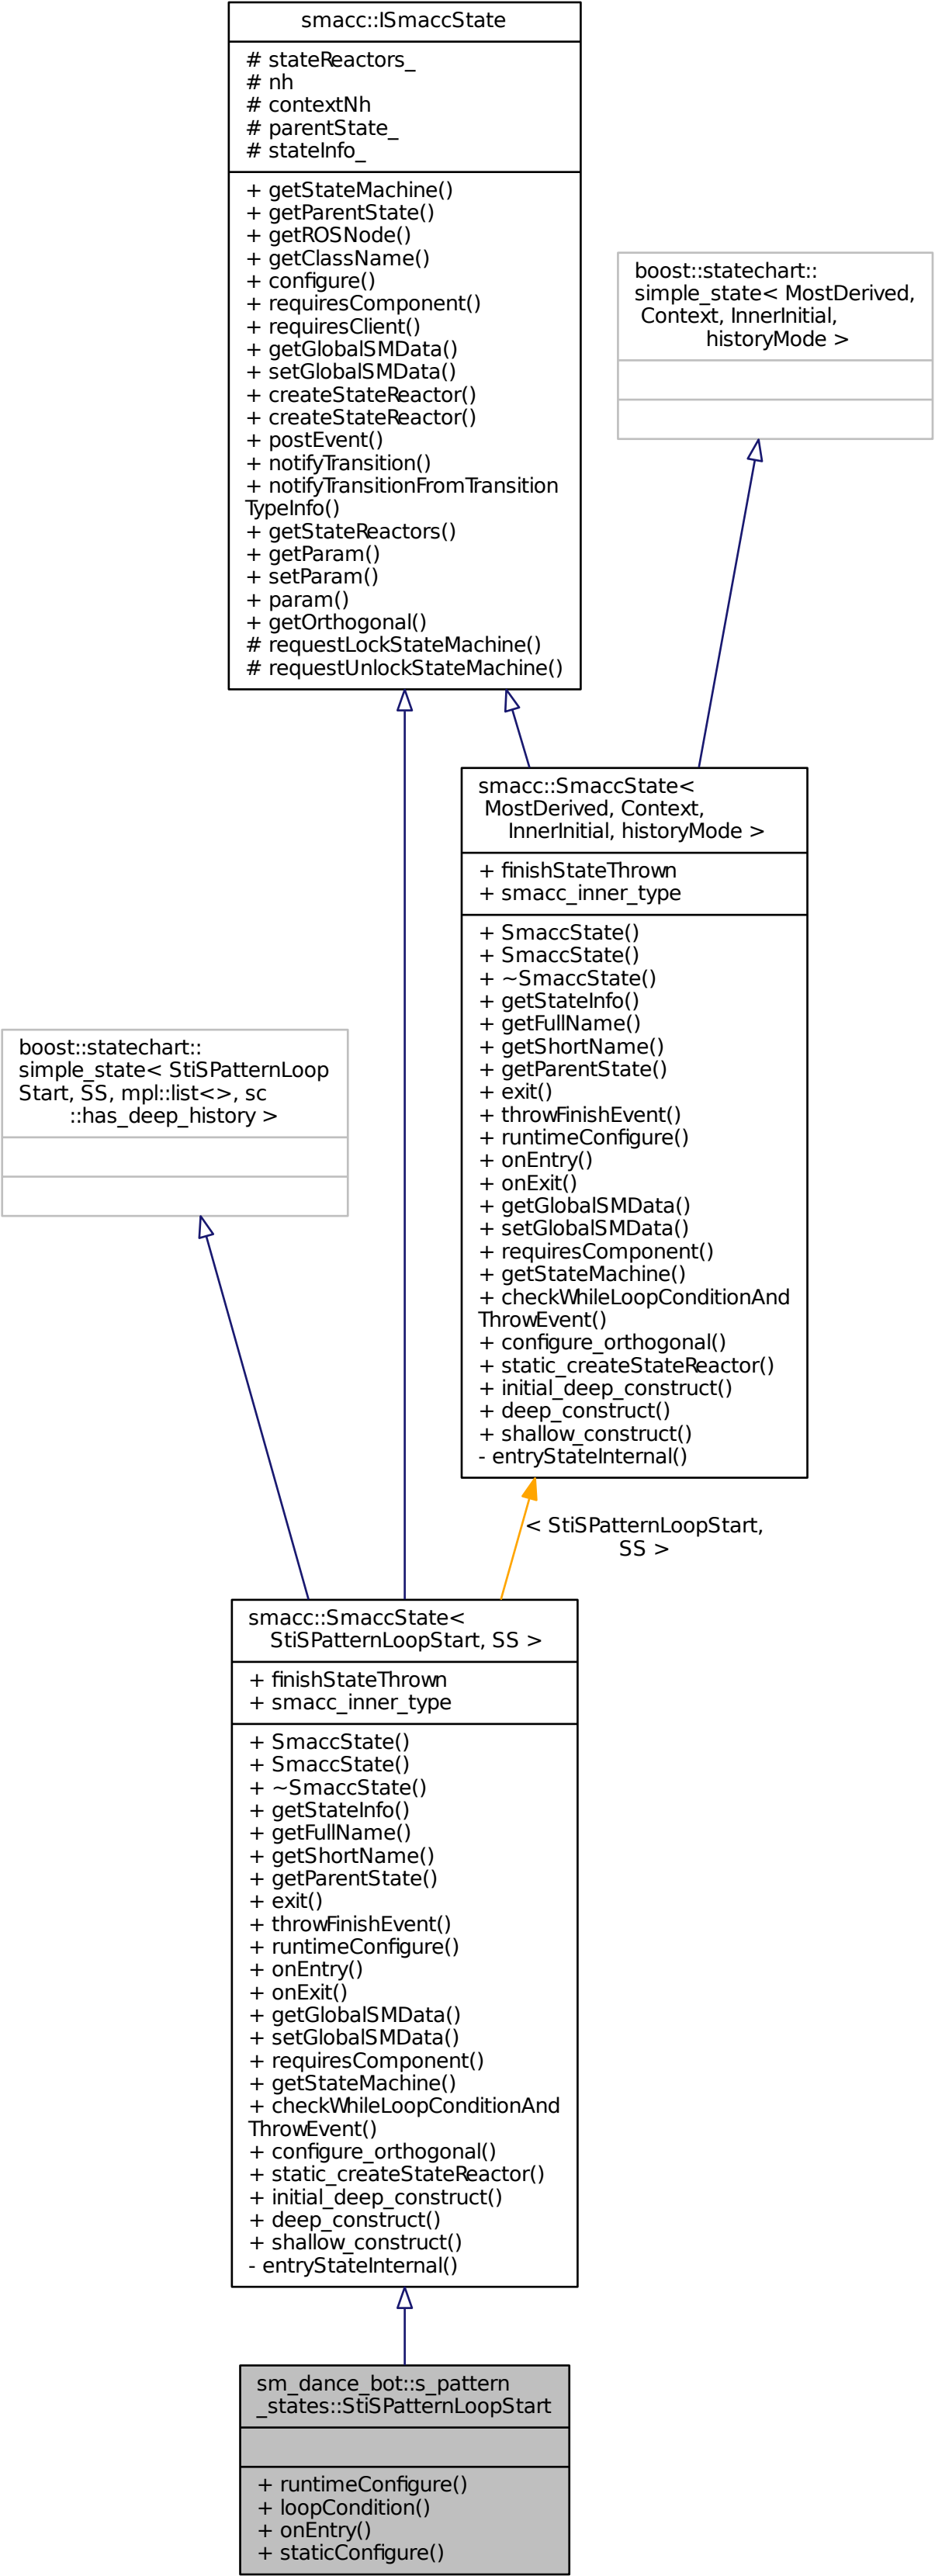 smacc::ISmaccState
# stateReactors_
# nh
# contextNh
# parentState_
# stateInfo_
+ getStateMachine()
+ getParentState()
+ getROSNode()
+ getClassName()
+ configure()
+ requiresComponent()
+ requiresClient()
+ getGlobalSMData()
+ setGlobalSMData()
+ createStateReactor()
+ createStateReactor()
+ postEvent()
+ notifyTransition()
+ notifyTransitionFromTransition
TypeInfo()
+ getStateReactors()
+ getParam()
+ setParam()
+ param()
+ getOrthogonal()
# requestLockStateMachine()
# requestUnlockStateMachine()
boost::statechart::
simple_state< MostDerived,
Context, InnerInitial,
historyMode >
smacc::SmaccState<
MostDerived, Context,
InnerInitial, historyMode >
+ finishStateThrown
+ smacc_inner_type
+ SmaccState()
+ SmaccState()
+ ~SmaccState()
+ getStateInfo()
+ getFullName()
+ getShortName()
+ getParentState()
+ exit()
+ throwFinishEvent()
+ runtimeConfigure()
+ onEntry()
+ onExit()
+ getGlobalSMData()
+ setGlobalSMData()
+ requiresComponent()
+ getStateMachine()
+ checkWhileLoopConditionAnd
ThrowEvent()
+ configure_orthogonal()
+ static_createStateReactor()
+ initial_deep_construct()
+ deep_construct()
+ shallow_construct()
- entryStateInternal()
boost::statechart::
simple_state< StiSPatternLoop
Start, SS, mpl::list<>, sc
::has_deep_history >
< StiSPatternLoopStart,
SS >
smacc::SmaccState<
StiSPatternLoopStart, SS >
+ finishStateThrown
+ smacc_inner_type
+ SmaccState()
+ SmaccState()
+ ~SmaccState()
+ getStateInfo()
+ getFullName()
+ getShortName()
+ getParentState()
+ exit()
+ throwFinishEvent()
+ runtimeConfigure()
+ onEntry()
+ onExit()
+ getGlobalSMData()
+ setGlobalSMData()
+ requiresComponent()
+ getStateMachine()
+ checkWhileLoopConditionAnd
ThrowEvent()
+ configure_orthogonal()
+ static_createStateReactor()
+ initial_deep_construct()
+ deep_construct()
+ shallow_construct()
- entryStateInternal()
sm_dance_bot::s_pattern
_states::StiSPatternLoopStart
+ runtimeConfigure()
+ loopCondition()
+ onEntry()
+ staticConfigure()